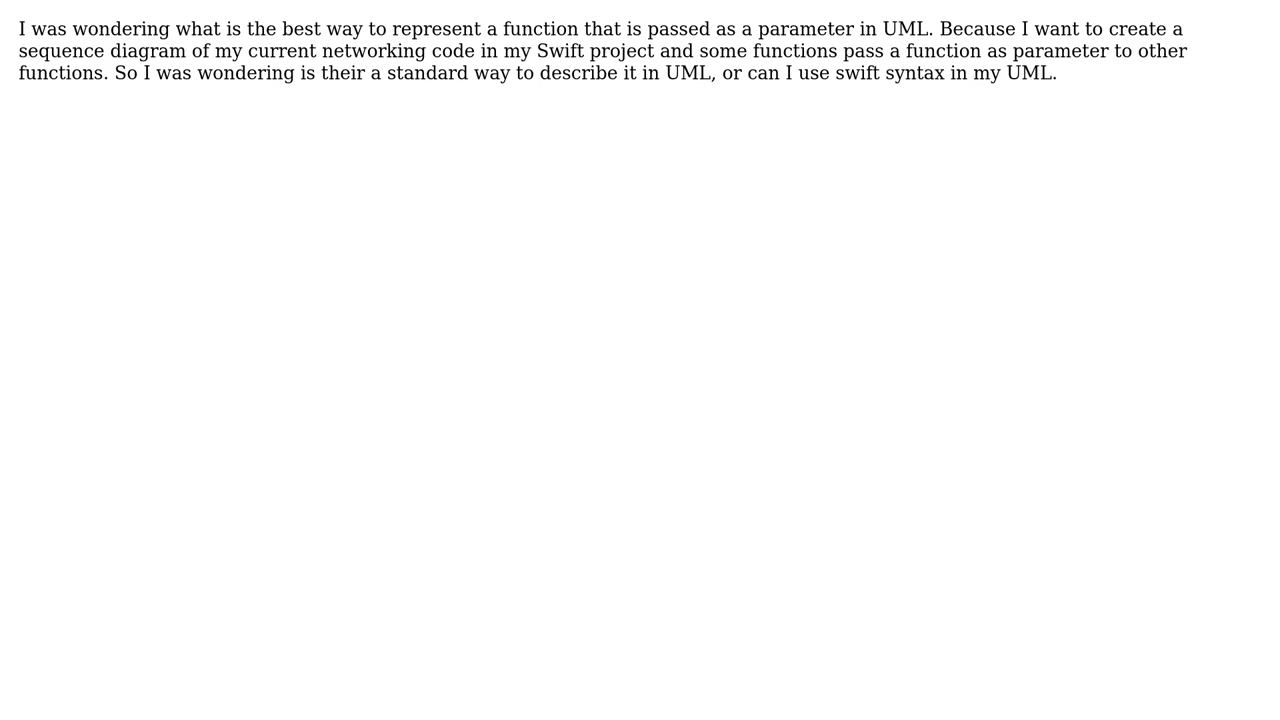 I was wondering what is the best way to represent a function that is passed as a parameter in UML. Because I want to create a
sequence diagram of my current networking code in my Swift project and some functions pass a function as parameter to other
functions. So I was wondering is their a standard way to describe it in UML, or can I use swift syntax in my UML.